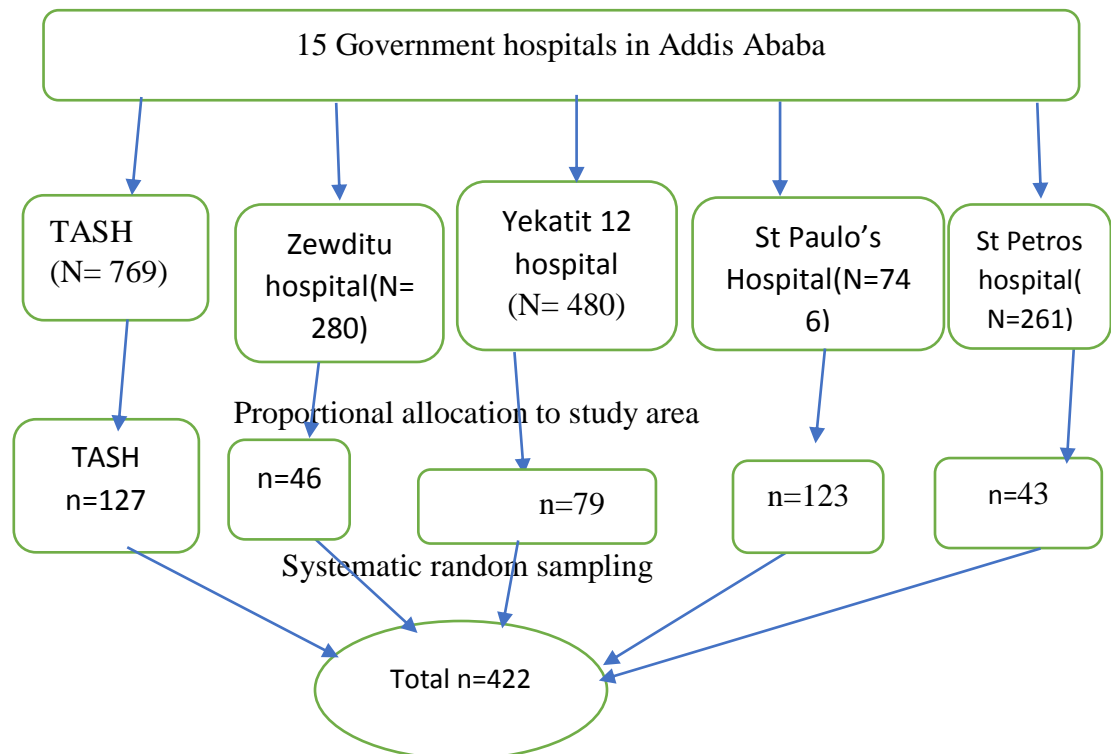 15 Government hospitals in Addis Ababa
TASH
(N= 769)
Zewditu
hospital(N=
280)
Yekatit 12
hospital
(N= 480)
St Paulo’s
Hospital(N=74
6)
St Petros
hospital(
N=261)
Proportional allocation to study area
TASH
n=127
n=46
n=79
n=123
n=43
Systematic random sampling
Total n=422